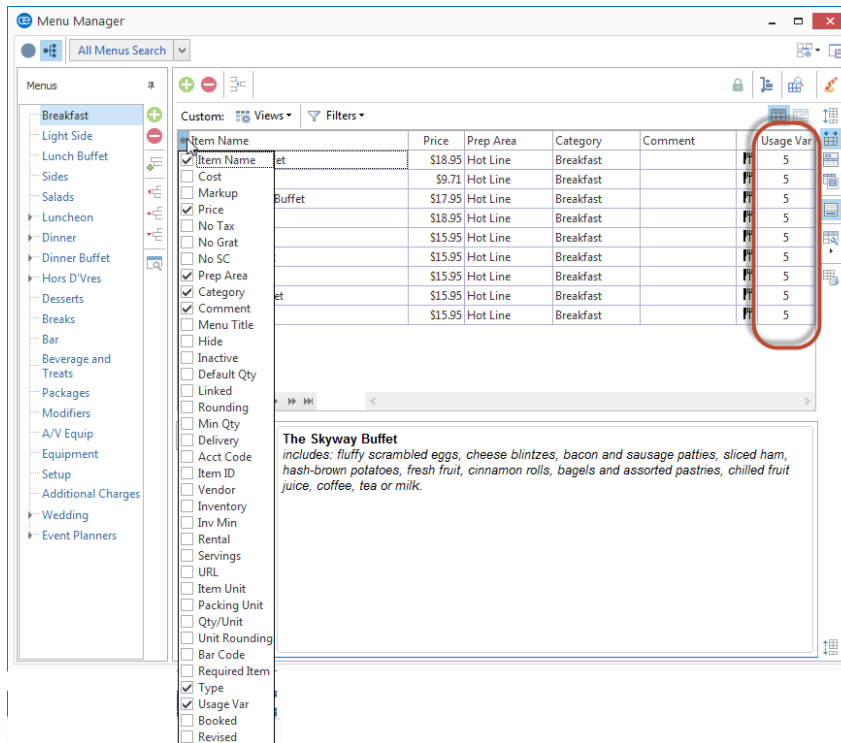 Menu Manager
All Menus Search
Menus
Breakfast
Light Side
Lunch Buffet
Sides
Salads
Luncheon
Dinner
Dinner Buffet
Hors D'Vres
Desserts
Breaks
Bar
Beverage and
Treats
Packages
Modifiers
A/V Equip
Equipment
Setup
Additional Charges
Wedding
Event Planners
Custom: Views Filters
Item Name Price Prep Area Category Comment Usage Var
et $18.95 Hot Line Breakfast 5
$9.71 Hot Line Breakfast 5
Buffet $17.95 Hot Line Breakfast 5
$18.95 Hot Line Breakfast 5
$15.95 Hot Line Breakfast 5
$15.95 Hot Line Breakfast 5
$15.95 Hot Line Breakfast 5
et $15.95 Hot Line Breakfast 5
$15.95 Hot Line Breakfast 5
Item Name
Cost
Markup
Price
No Tax
No Grat
No SC
Prep Area
Category
Comment
Menu Title
Hide
Inactive
Default Qty
Linked
Rounding
Min Qty
Delivery
Acct Code
Item ID
Vendor
Inventory
Inv Min
Rental
Servings
URL
Item Unit
Packing Unit
Qty/Unit
Unit Rounding
Bar Code
Required Item
Type
Usage Var
Booked
Revised
The Skyway Buffet
includes: fluffy scrambled eggs, cheese blintzes, bacon and sausage patties, sliced ham,
hash-brown potatoes, fresh fruit, cinnamon rolls, bagels and assorted pastries, chilled fruit
juice, coffee, tea or milk.